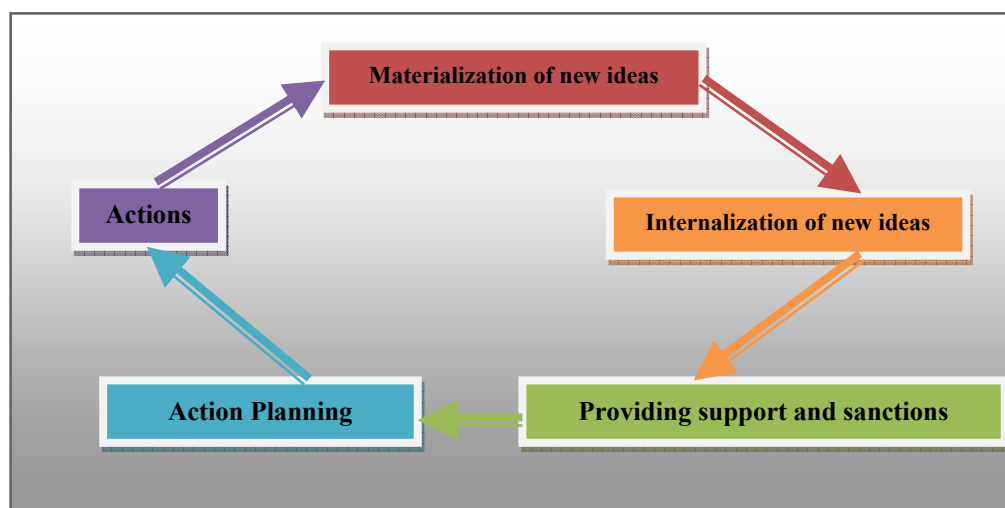 Materialization of new ideas
Actions
Internalization of new ideas
Action Planning
Providing support and sanctions